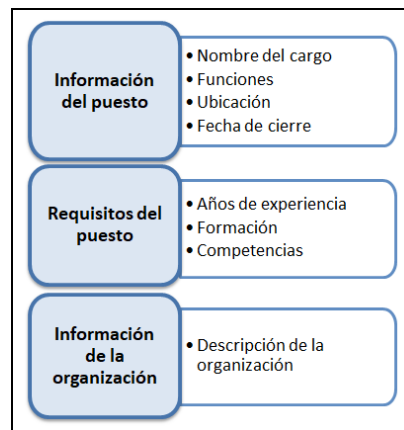 Información
del puesto
• Nombre del cargo
• Funciones
• Ubicación
• Fecha de cierre
Requisitos del
puesto
• Años de experiencia
• Formación
• Competencias
Información
de la
organización
• Descripción de la
organización